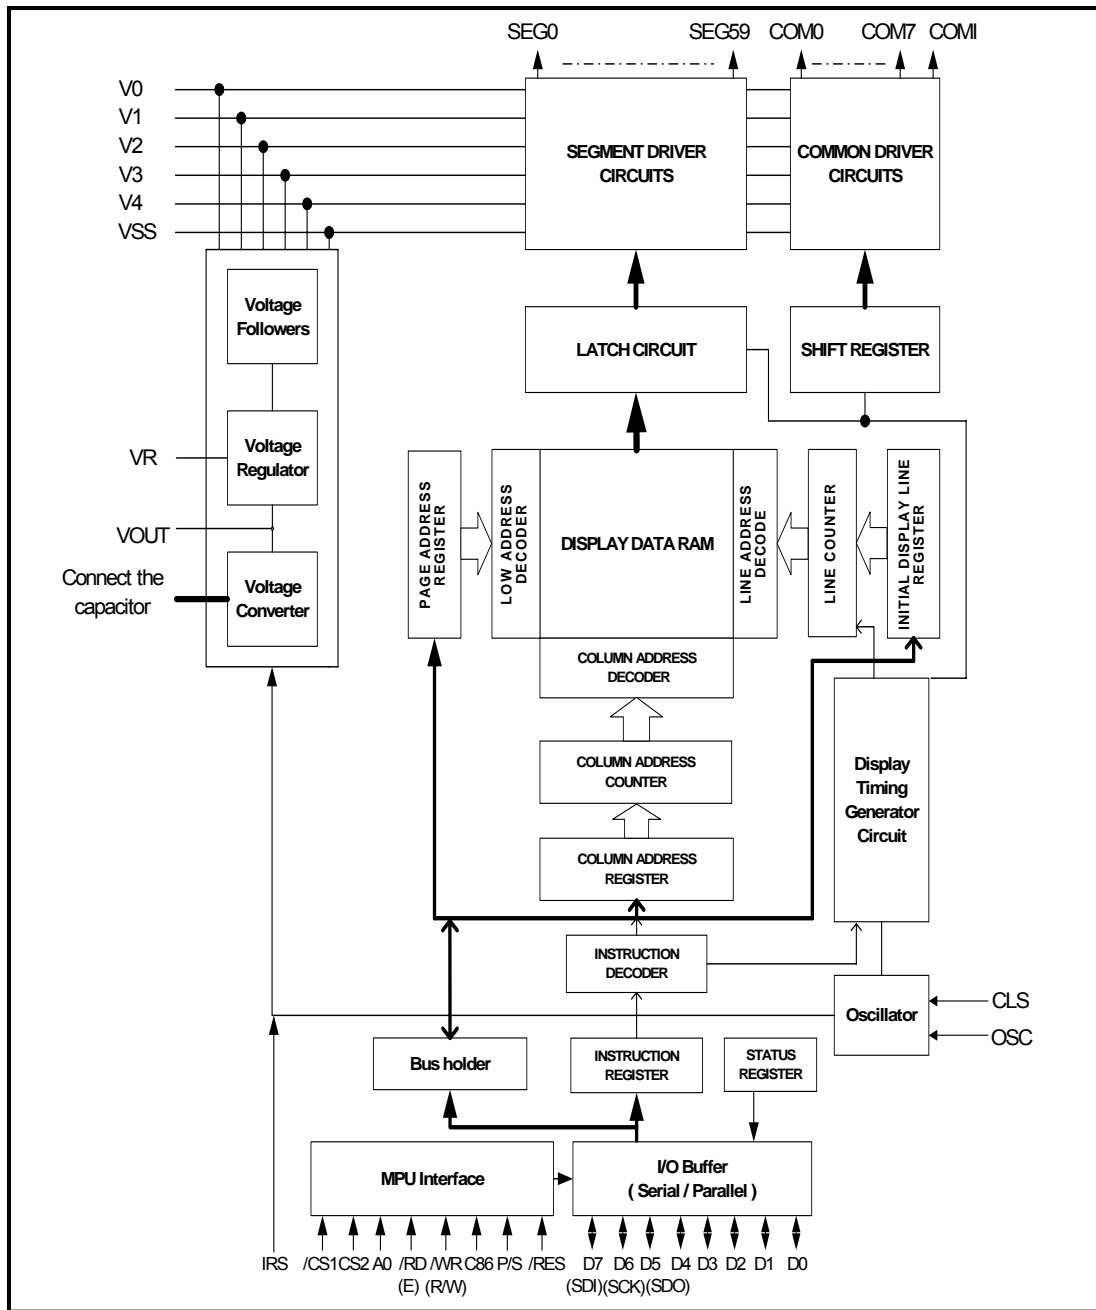 SEG0 SEG59 COM0 COM7 COMI
V0
V1
V2
V3
V4
VSS
SEGMENT DRIVER
CIRCUITS
COMMON DRIVER
CIRCUITS
Voltage
Followers
LATCH CIRCUIT
SHIFT REGISTER
VR
Voltage
Regulator
VOUT
Connect the
capacitor
Voltage
Converter
PAGE ADDRESS
REGISTER
LOW ADDRESS
DECODER
DISPLAY DATA RAM
LINE ADDRESS
DECODE
LINE COUNTER
INITIAL DISPLAY LINE
REGISTER
COLUMN ADDRESS
DECODER
COLUMN ADDRESS
COUNTER
COLUMN ADDRESS
REGISTER
Display
Timing
Generator
Circuit
INSTRUCTION
DECODER
Oscillator
CLS
OSC
Bus holder
INSTRUCTION
REGISTER
STATUS
REGISTER
MPU Interface
I/O Buffer
( Serial / Parallel )
IRS /CS1 CS2 A0 /RD /WR C86 P/S /RES D7 D6 D5 D4 D3 D2 D1 D0
(E) (R/W) (SDI) (SCK) (SDO)